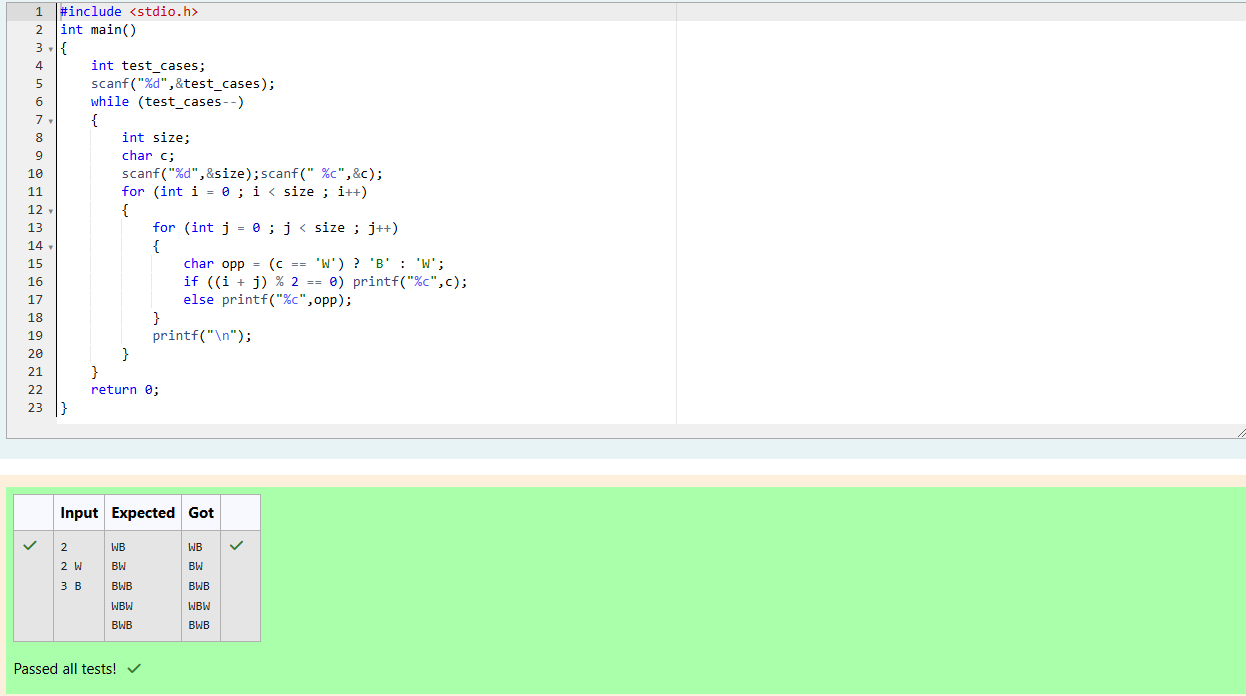 1 #include <stdio.h>
2 int main()
3 {
4     int test_cases;
5     scanf("%d",&test_cases);
6     while (test_cases--)
7     {
8         int size;
9         char c;
10         scanf("%d",&size);scanf(" %c",&c);
11         for (int i = 0 ; i < size ; i++)
12         {
13             for (int j = 0 ; j < size ; j++)
14             {
15                 char opp = (c == 'W') ? 'B' : 'W';
16                 if ((i + j) % 2 == 0) printf("%c",c);
17                 else printf("%c",opp);
18             }
19             printf("\n");
20         }
21     }
22     return 0;
23 }
Input Expected Got
2 WB WB
2 W BW BW
3 B BWB BWB
WBW WBW
BWB BWB
Passed all tests!